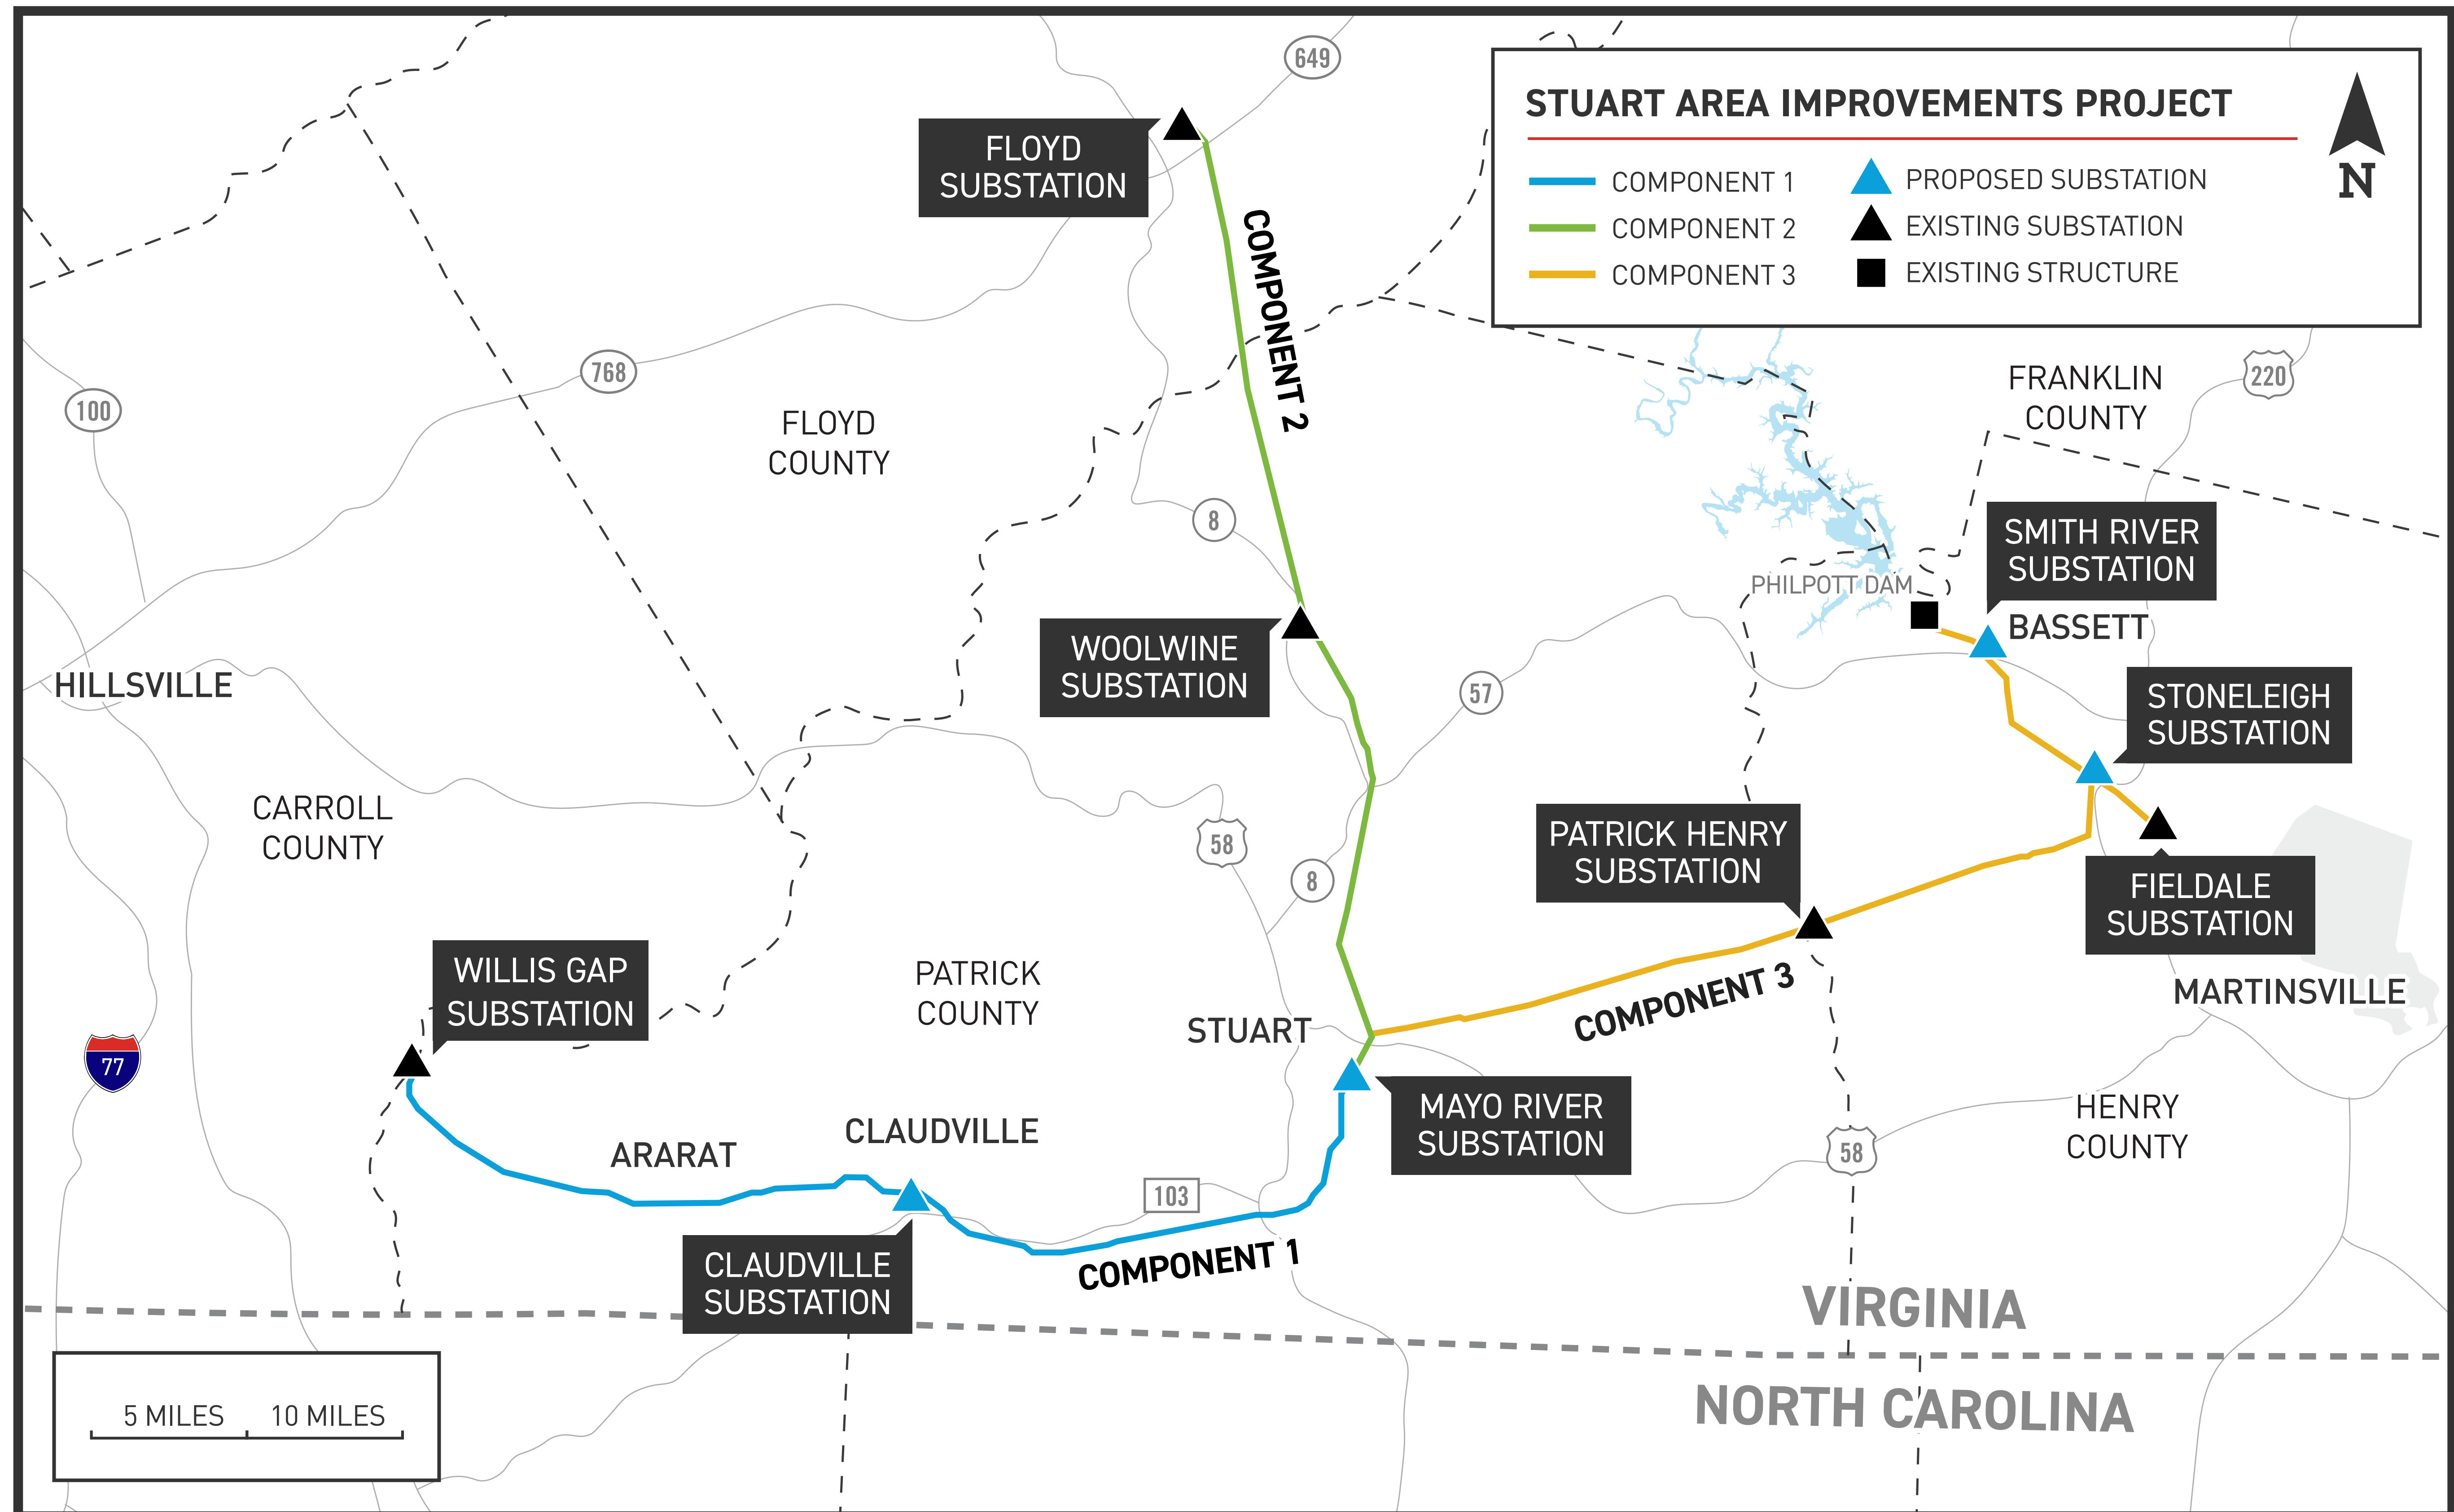 649
STUART AREA IMPROVEMENTS PROJECT
COMPONENT 1
COMPONENT 2
COMPONENT 3
PROPOSED SUBSTATION
EXISTING SUBSTATION
EXISTING STRUCTURE
N
FLOYD
SUBSTATION
COMPONENT 2
768
100
FLOYD
COUNTY
FRANKLIN
COUNTY
220
8
SMITH RIVER
SUBSTATION
PHILPOTT DAM
BASSETT
WOOLWINE
SUBSTATION
HILLSVILLE
57
STONELEIGH
SUBSTATION
CARROLL
COUNTY
58
8
PATRICK HENRY
SUBSTATION
FIELDALE
SUBSTATION
WILLIS GAP
SUBSTATION
PATRICK
COUNTY
STUART
COMPONENT 3
MARTINSVILLE
77
MAYO RIVER
SUBSTATION
HENRY
COUNTY
ARARAT
CLAUDVILLE
58
103
CLAUDVILLE
SUBSTATION
COMPONENT 1
VIRGINIA
NORTH CAROLINA
5 MILES
10 MILES